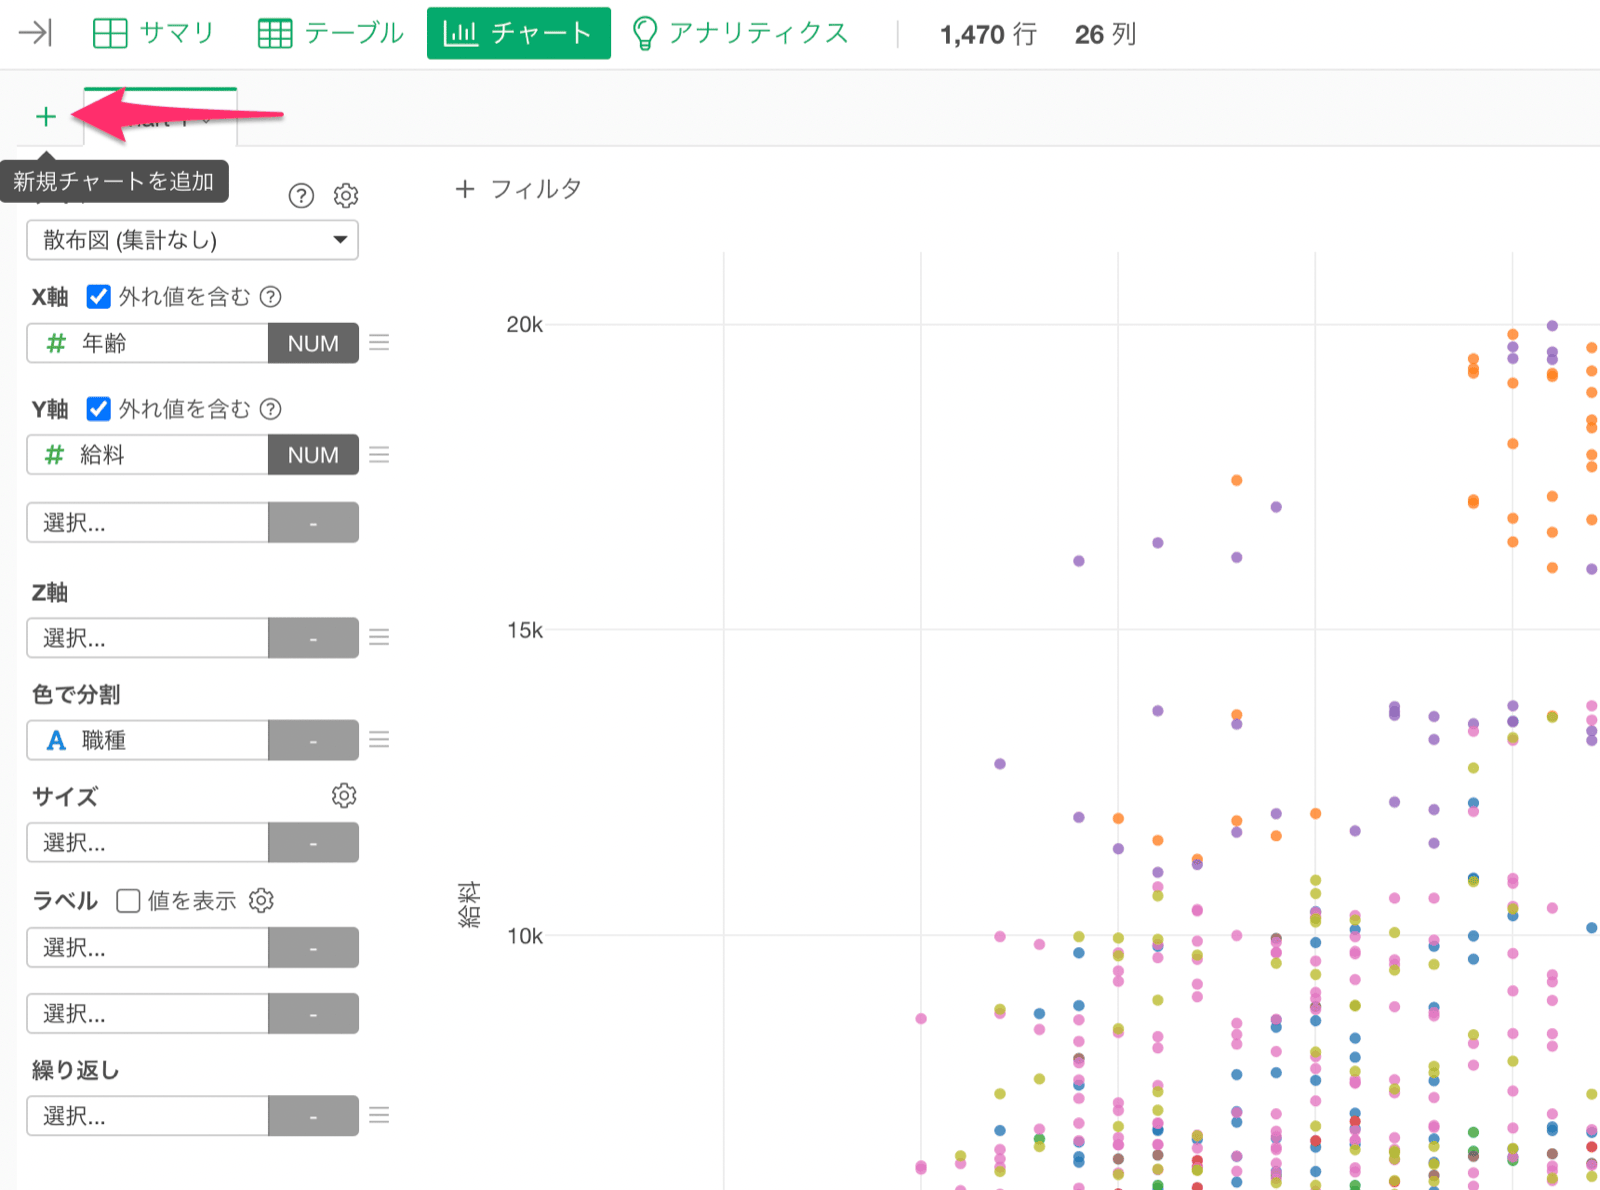 サマリ テーブル チャート アナリティクス 1,470 行 26 列
新規チャートを追加
+ フィルタ
散布図 (集計なし)
X軸 外れ値を含む ?
# 年齢 NUM
Y軸 外れ値を含む ?
# 給料 NUM
選択... -
Z軸
選択... -
色で分割
A 職種 -
サイズ
選択... -
ラベル 値を表示
選択... -
選択... -
繰り返し
選択... -
20k
15k
10k
給料